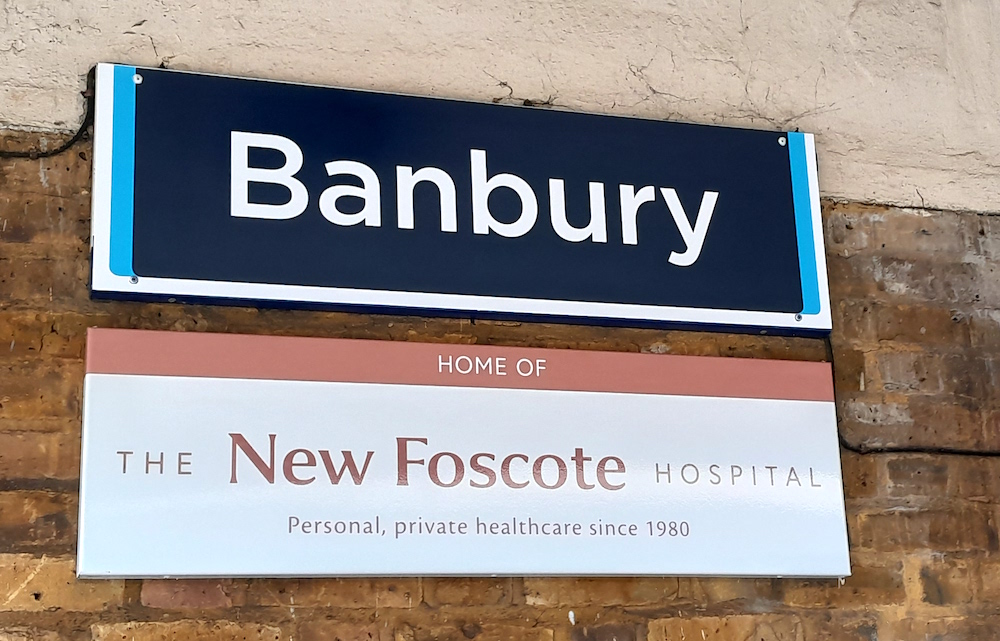 Banbury
HOME OF
THE New Foscote HOSPITAL
Personal, private healthcare since 1980